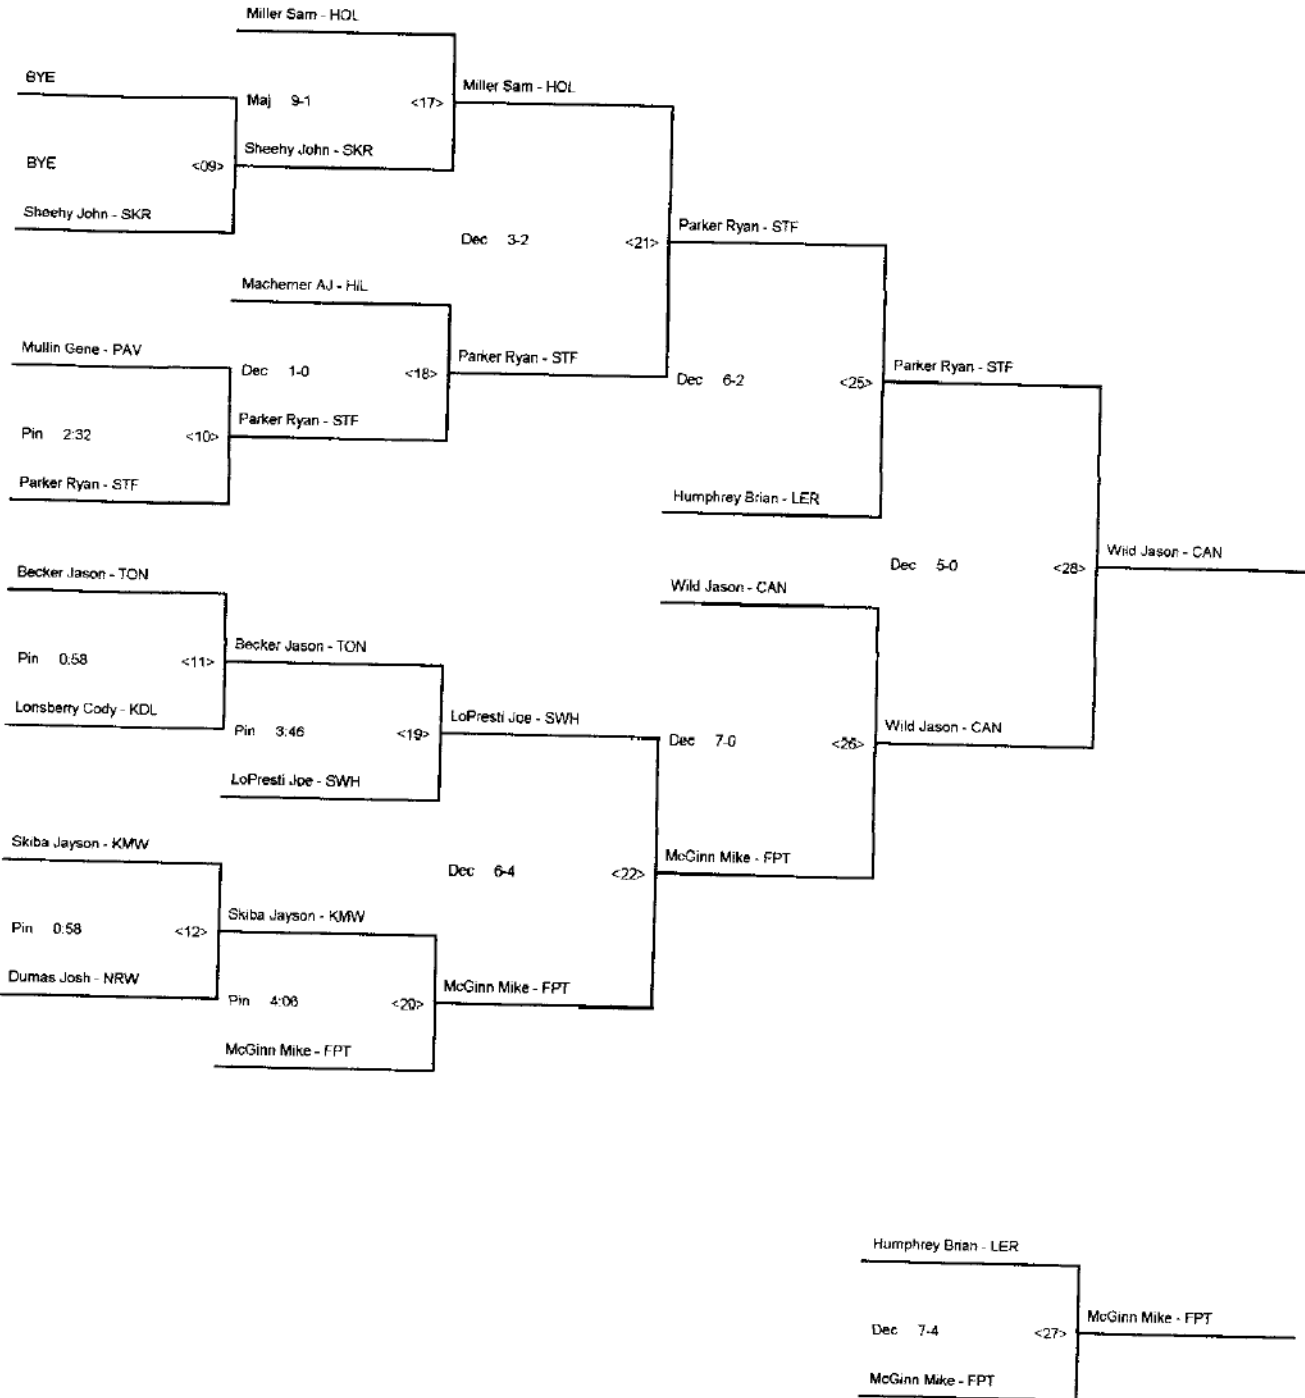 Miller Sam - HOL
BYE
Maj 9-1 <17>
Miller Sam - HOL
BYE <09>
Sheehy John - SKR
Sheehy John - SKR
Dec 3-2 <21>
Parker Ryan - STF
Machemer AJ - HIL
Mullin Gene - PAV
Dec 1-0 <18>
Parker Ryan - STF
Dec 6-2 <25>
Parker Ryan - STF
Pin 2:32 <10>
Parker Ryan - STF
Parker Ryan - STF
Humphrey Brian - LER
Dec 5-0 <28>
Wild Jason - CAN
Becker Jason - TON
Wild Jason - CAN
Pin 0:58 <11>
Becker Jason - TON
Lonsberry Cody - KDL
Pin 3:46 <19>
LoPresti Joe - SWH
Dec 7-0 <26>
Wild Jason - CAN
LoPresti Joe - SWH
Skiba Jayson - KMW
Dec 6-4 <22>
McGinn Mike - FPT
Pin 0:58 <12>
Skiba Jayson - KMW
Dumas Josh - NRW
Pin 4:06 <20>
McGinn Mike - FPT
McGinn Mike - FPT
Humphrey Brian - LER
Dec 7-4 <27>
McGinn Mike - FPT
McGinn Mike - FPT